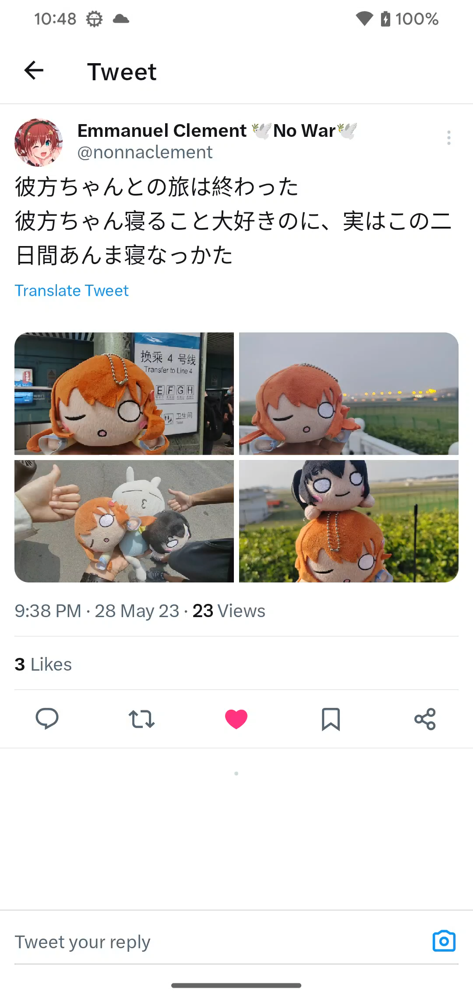 10:48
100%
Tweet
Emmanuel Clement 🕊No War🕊
@nonnaclement
彼方ちゃんとの旅は終わった
彼方ちゃん寝ること大好きのに、実はこの二
日間あんま寝なっかた
Translate Tweet
换乘 4 号线
Transfer to Line 4
E F G H
卫生间
Toilet
9:38 PM · 28 May 23 · 23 Views
3 Likes
Tweet your reply